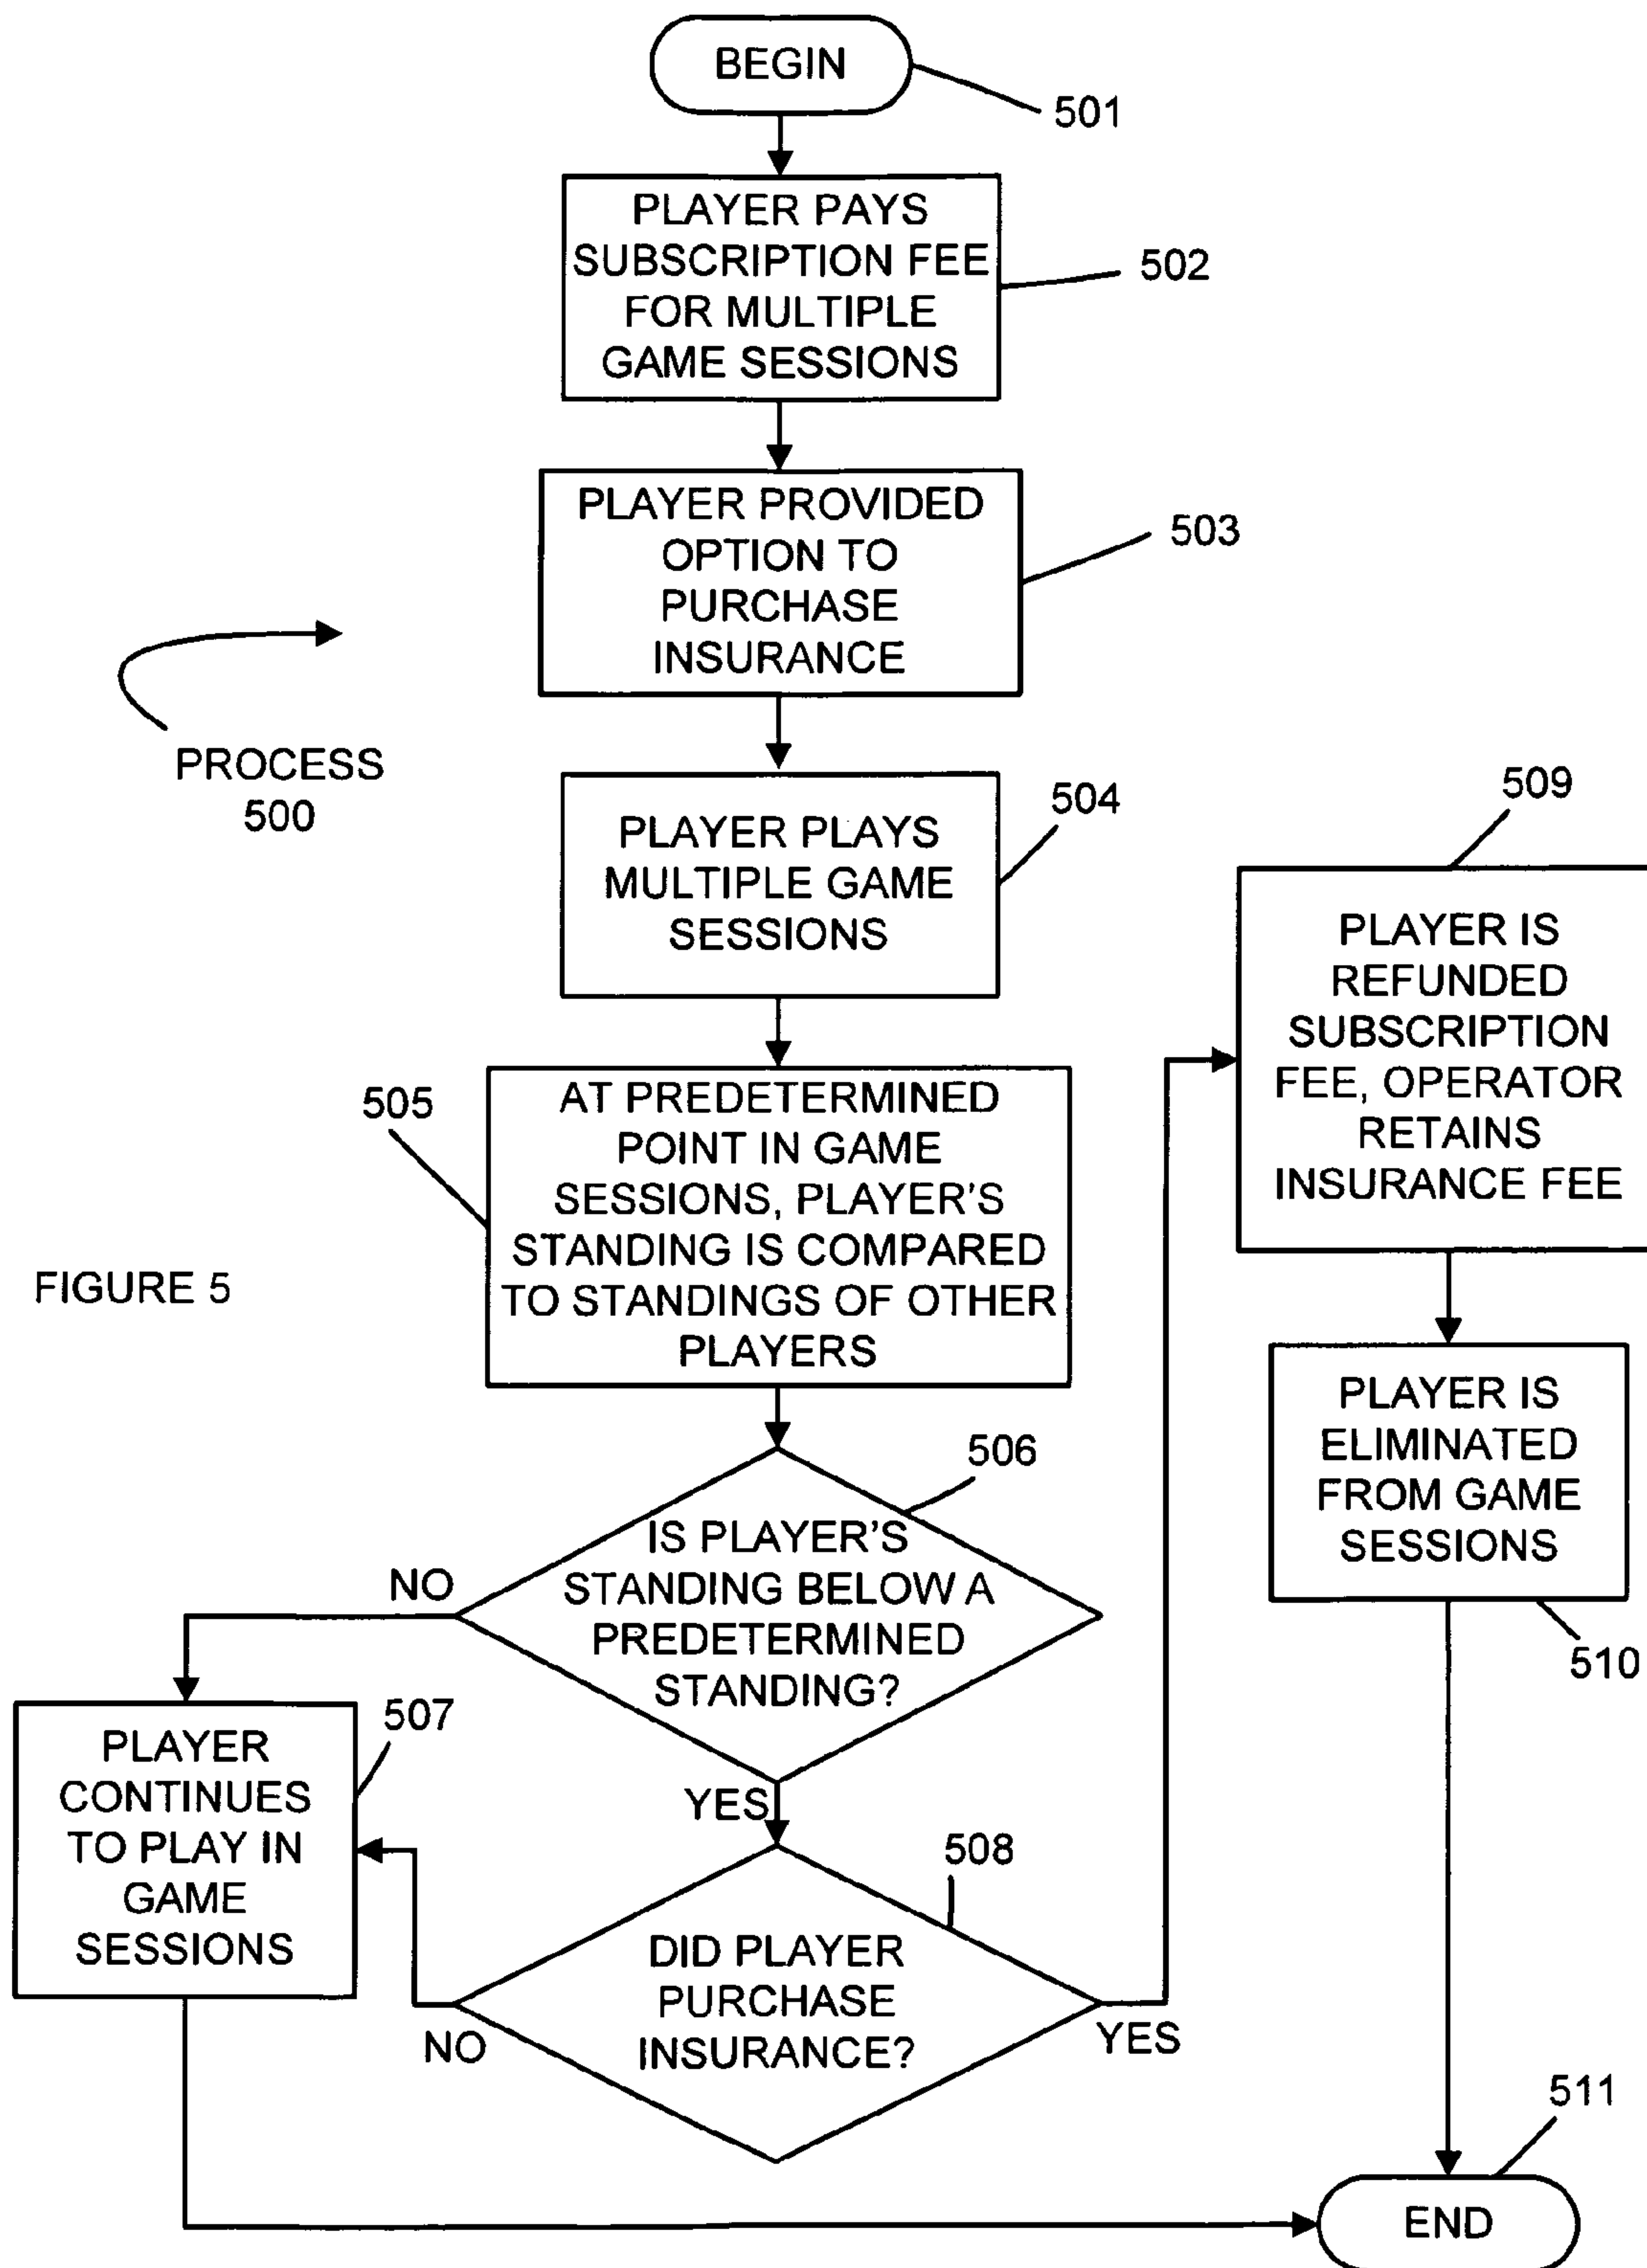 BEGIN
501
PLAYER PAYS
SUBSCRIPTION FEE
FOR MULTIPLE
GAME SESSIONS
502
PLAYER PROVIDED
OPTION TO
PURCHASE
INSURANCE
503
PROCESS
500
PLAYER PLAYS
MULTIPLE GAME
SESSIONS
504
505
AT PREDETERMINED
POINT IN GAME
SESSIONS, PLAYER'S
STANDING IS COMPARED
TO STANDINGS OF OTHER
PLAYERS
FIGURE 5
506
IS PLAYER'S
STANDING BELOW A
PREDETERMINED
STANDING?
NO
YES
507
PLAYER
CONTINUES
TO PLAY IN
GAME
SESSIONS
508
DID PLAYER
PURCHASE
INSURANCE?
NO
YES
509
PLAYER IS
REFUNDED
SUBSCRIPTION
FEE, OPERATOR
RETAINS
INSURANCE FEE
PLAYER IS
ELIMINATED
FROM GAME
SESSIONS
510
511
END